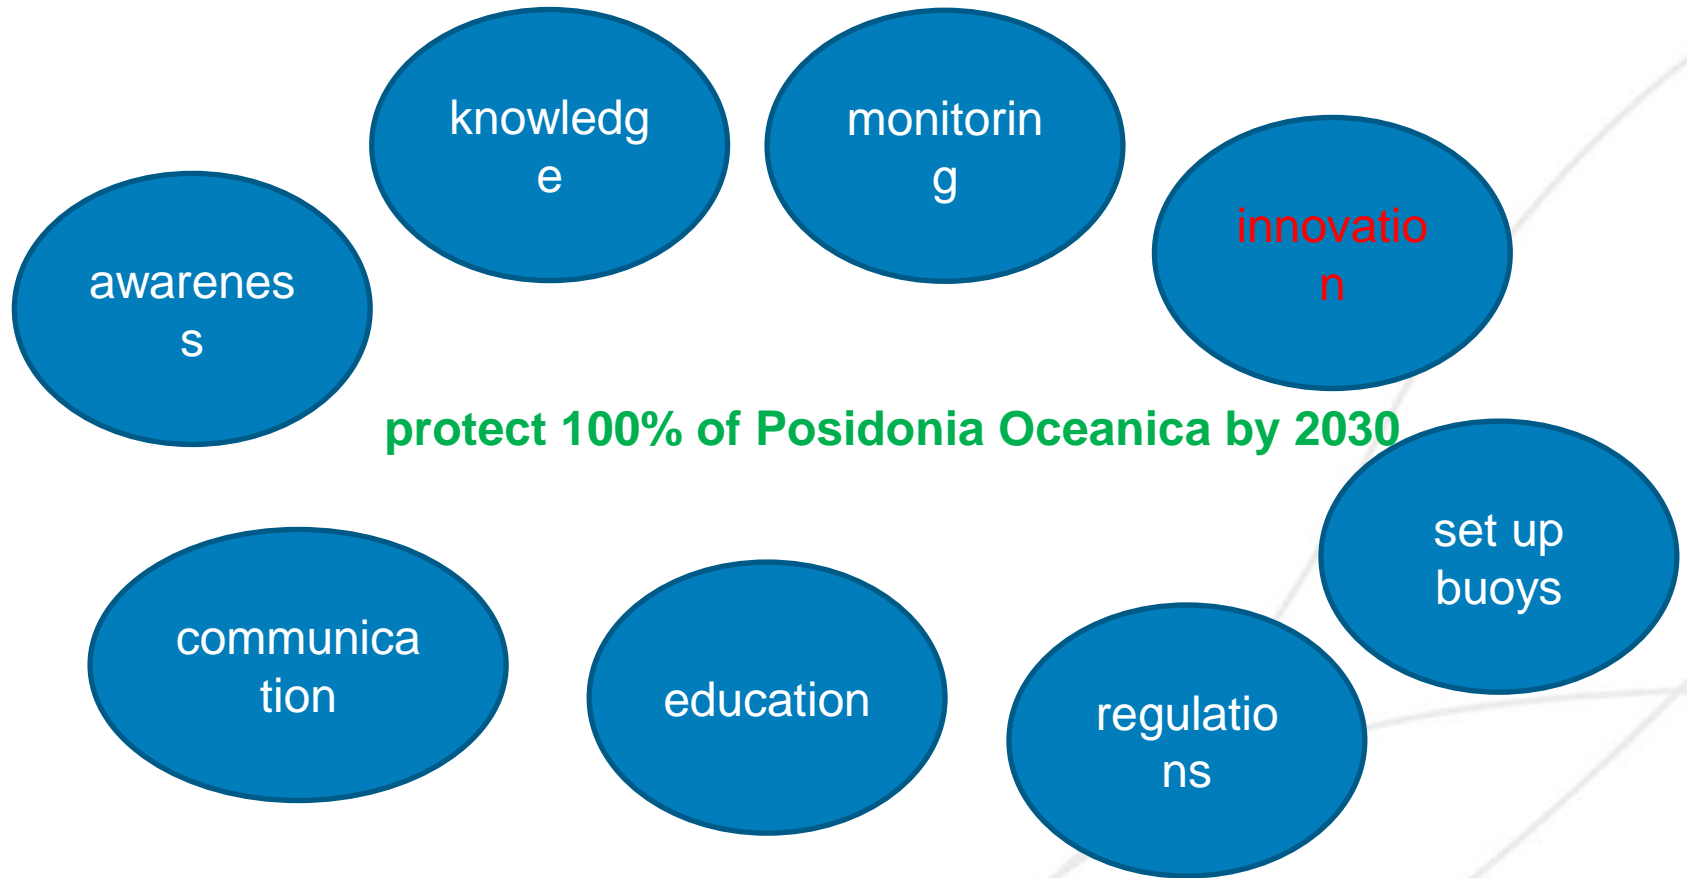 knowledg
e
monitorin
g
innovatio
n
awarenes
s
protect 100% of Posidonia Oceanica by 2030
set up
buoys
communica
tion
education
regulatio
ns